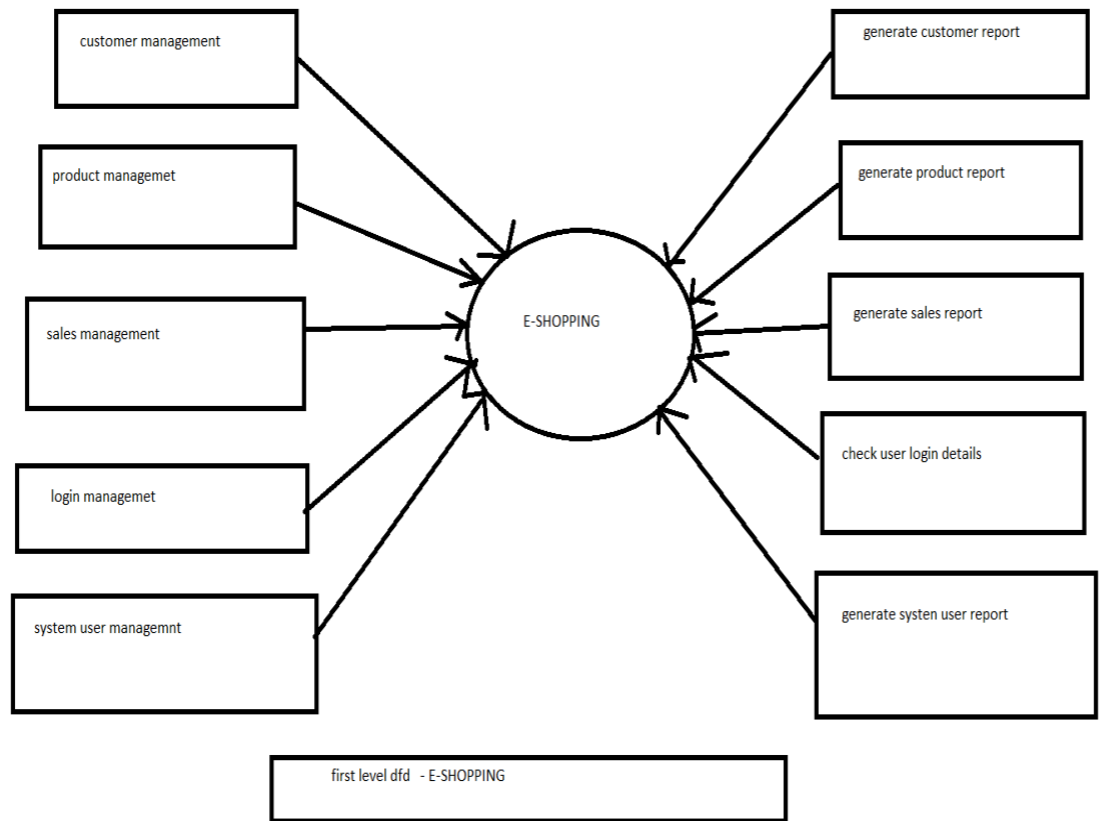 customer management
product managemet
sales management
login managemet
system user managemnt
E-SHOPPING
generate customer report
generate product report
generate sales report
check user login details
generate systen user report
first level dfd - E-SHOPPING